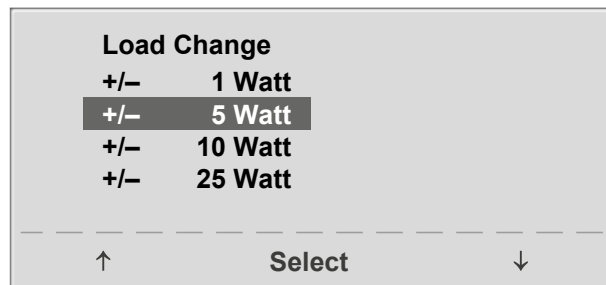 Load Change
+/– 1 Watt
+/– 5 Watt
+/– 10 Watt
+/– 25 Watt
↑ Select ↓